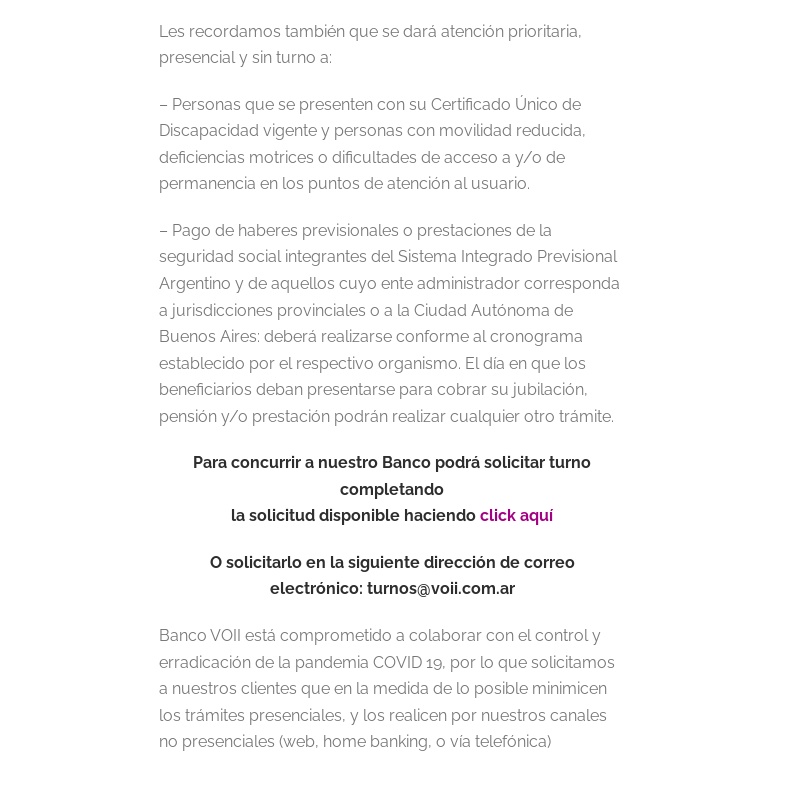 Les recordamos también que se dará atención prioritaria,
presencial y sin turno a:
– Personas que se presenten con su Certificado Único de
Discapacidad vigente y personas con movilidad reducida,
deficiencias motrices o dificultades de acceso a y/o de
permanencia en los puntos de atención al usuario.
– Pago de haberes previsionales o prestaciones de la
seguridad social integrantes del Sistema Integrado Previsional
Argentino y de aquellos cuyo ente administrador corresponda
a jurisdicciones provinciales o a la Ciudad Autónoma de
Buenos Aires: deberá realizarse conforme al cronograma
establecido por el respectivo organismo. El día en que los
beneficiarios deban presentarse para cobrar su jubilación,
pensión y/o prestación podrán realizar cualquier otro trámite.
Para concurrir a nuestro Banco podrá solicitar turno
completando
la solicitud disponible haciendo click aquí
O solicitarlo en la siguiente dirección de correo
electrónico: turnos@voii.com.ar
Banco VOII está comprometido a colaborar con el control y
erradicación de la pandemia COVID 19, por lo que solicitamos
a nuestros clientes que en la medida de lo posible minimicen
los trámites presenciales, y los realicen por nuestros canales
no presenciales (web, home banking, o vía telefónica)